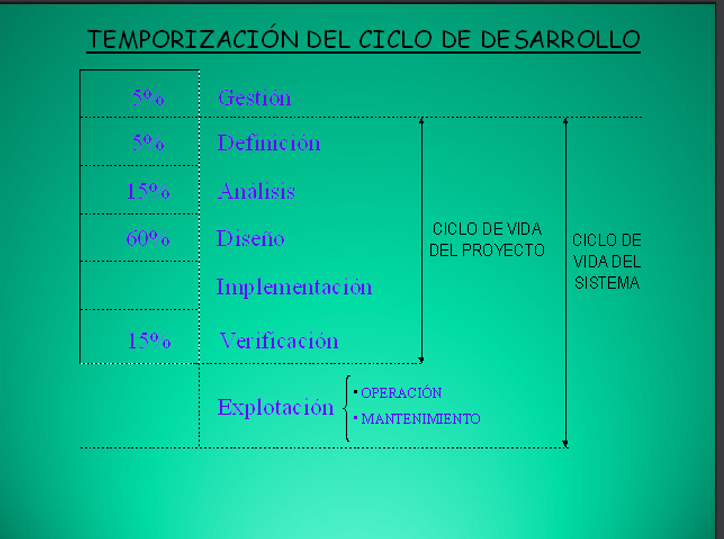 TEMPORIZACIÓN DEL CICLO DE DESARROLLO
5% Gestión
5% Definición
15% Análisis
60% Diseño
Implementación
15% Verificación
Explotación
• OPERACIÓN
• MANTENIMIENTO
CICLO DE VIDA
DEL PROYECTO
CICLO DE
VIDA DEL
SISTEMA